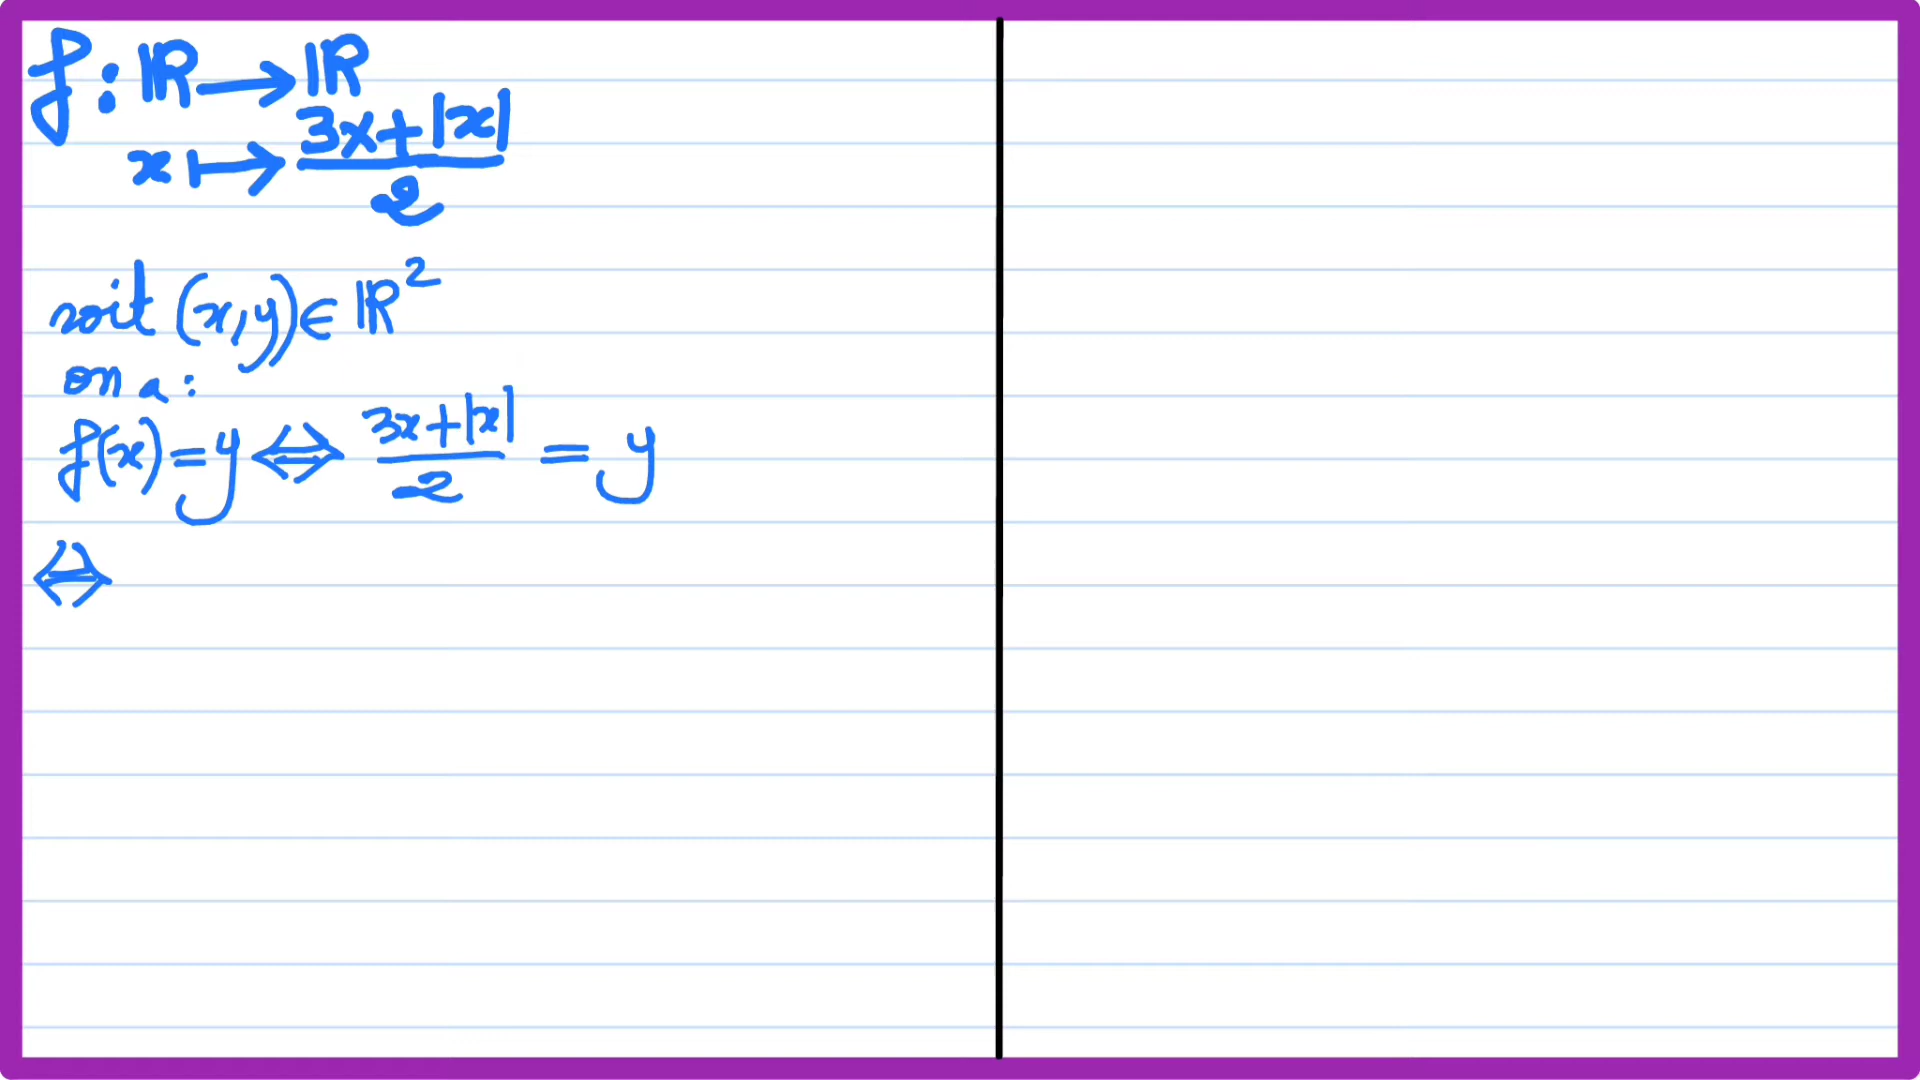 f: ℝ → ℝ
x ↦ (3x+|x|)/2
soit (x,y) ∈ ℝ²
on a :
f(x) = y ⇔ (3x+|x|)/2 = y
⇔